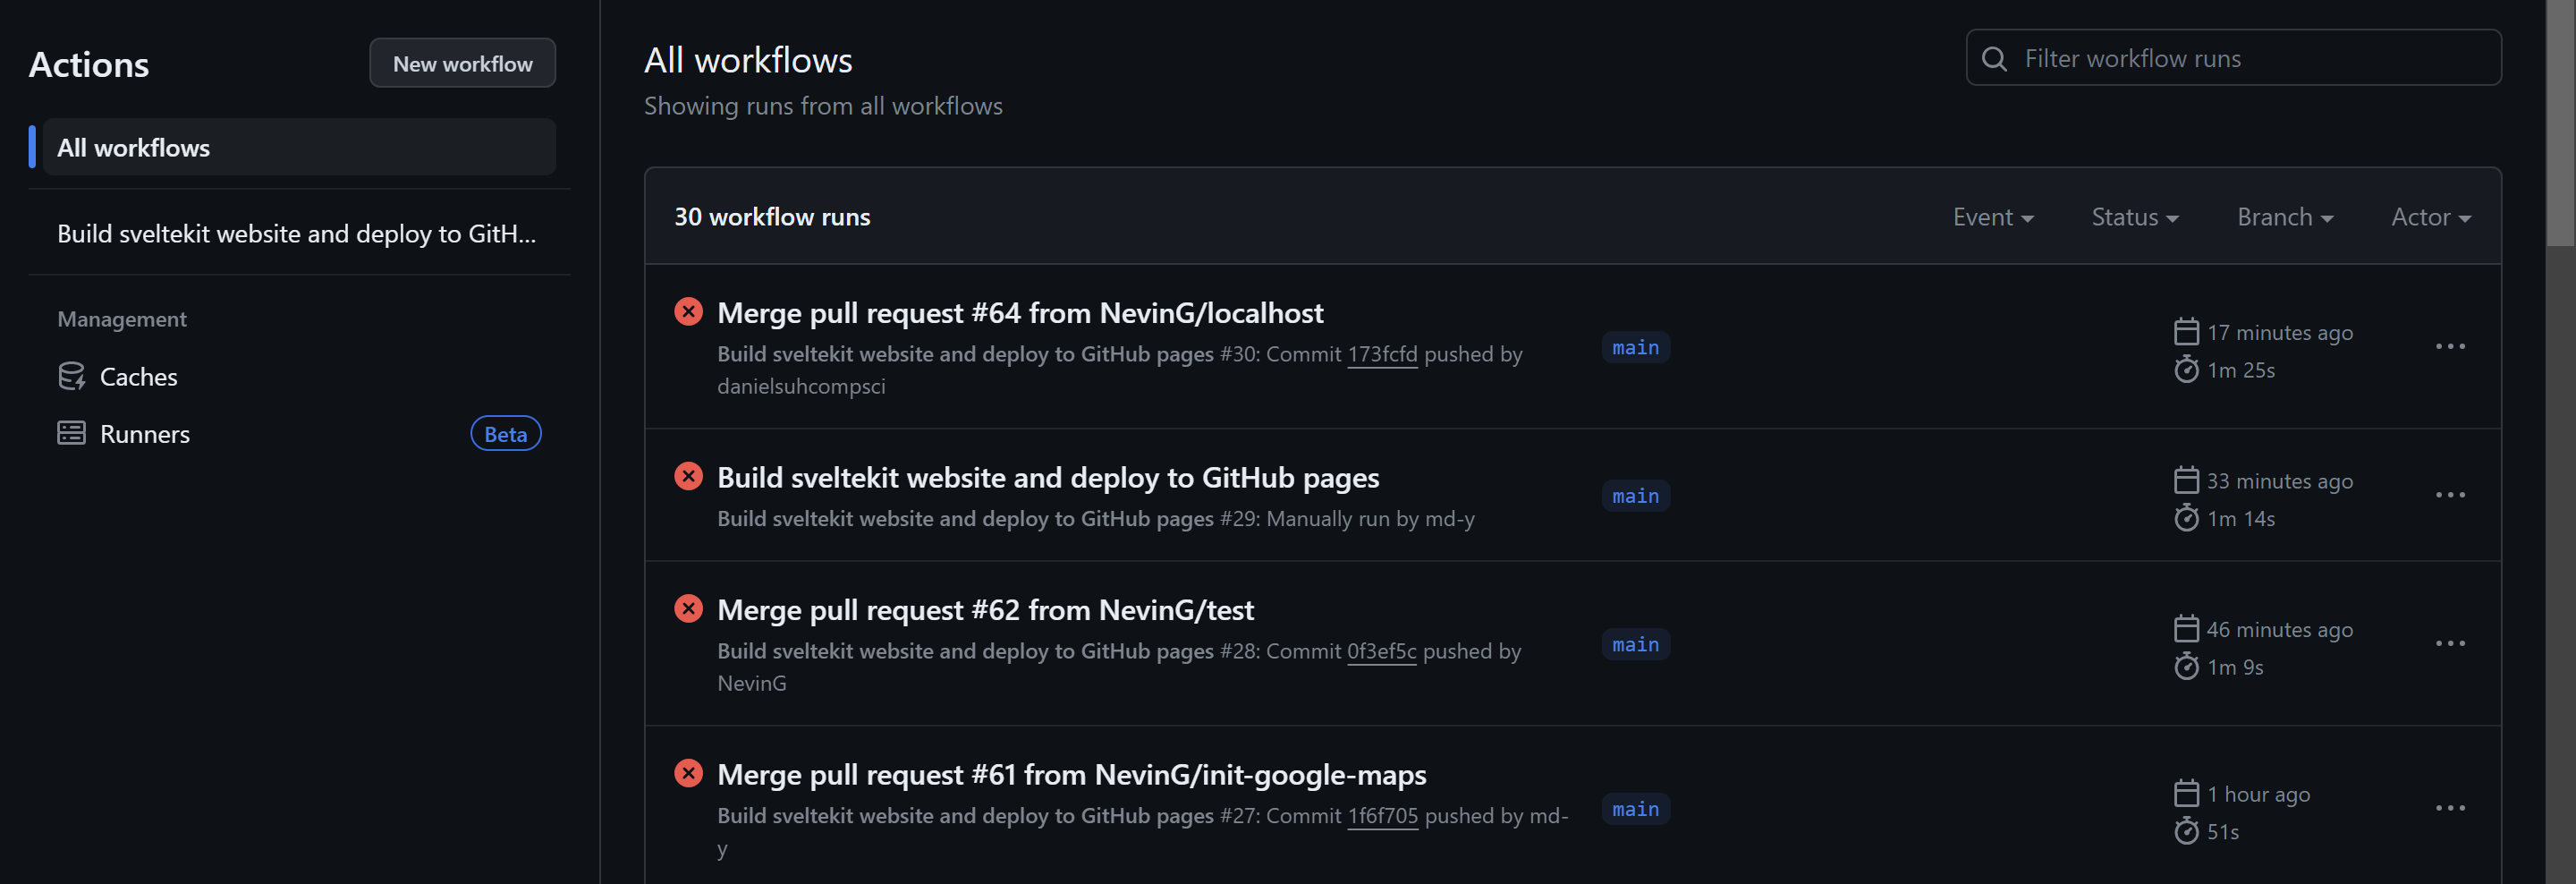 Actions
New workflow
All workflows
Build sveltekit website and deploy to GitH...
Management
Caches
Runners
Beta
All workflows
Showing runs from all workflows
Filter workflow runs
30 workflow runs
Event
Status
Branch
Actor
Merge pull request #64 from NevinG/localhost
Build sveltekit website and deploy to GitHub pages #30: Commit 173fcfd pushed by
danielsuhcompsci
main
17 minutes ago
1m 25s
Build sveltekit website and deploy to GitHub pages
Build sveltekit website and deploy to GitHub pages #29: Manually run by md-y
main
33 minutes ago
1m 14s
Merge pull request #62 from NevinG/test
Build sveltekit website and deploy to GitHub pages #28: Commit 0f3ef5c pushed by
NevinG
main
46 minutes ago
1m 9s
Merge pull request #61 from NevinG/init-google-maps
Build sveltekit website and deploy to GitHub pages #27: Commit 1f6f705 pushed by md-
y
main
1 hour ago
51s